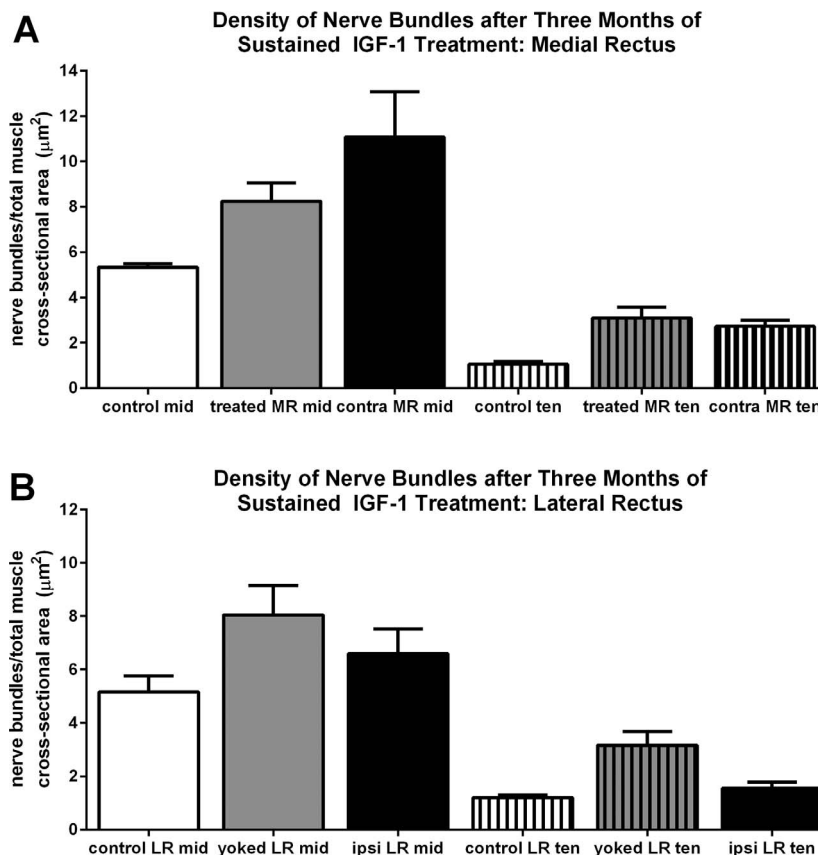 A
Density of Nerve Bundles after Three Months of
Sustained IGF-1 Treatment: Medial Rectus
nerve bundles/total muscle
cross-sectional area (μm²)
14
12
10
8
6
4
2
0
control mid treated MR mid contra MR mid control ten treated MR ten contra MR ten
B
Density of Nerve Bundles after Three Months of
Sustained IGF-1 Treatment: Lateral Rectus
nerve bundles/total muscle
cross-sectional area (μm²)
12
10
8
6
4
2
0
control LR mid yoked LR mid ipsi LR mid control LR ten yoked LR ten ipsi LR ten